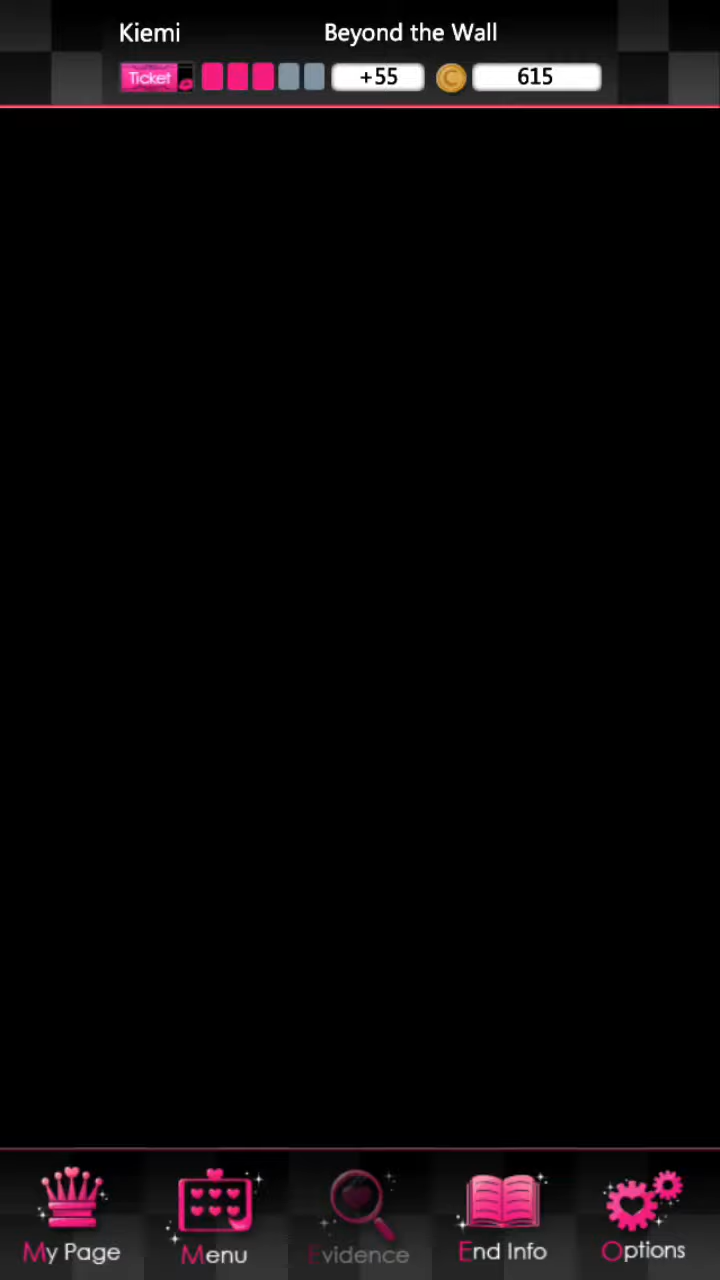 Kiemi Beyond the Wall
Ticket +55 C 615
My Page Menu Evidence End Info Options